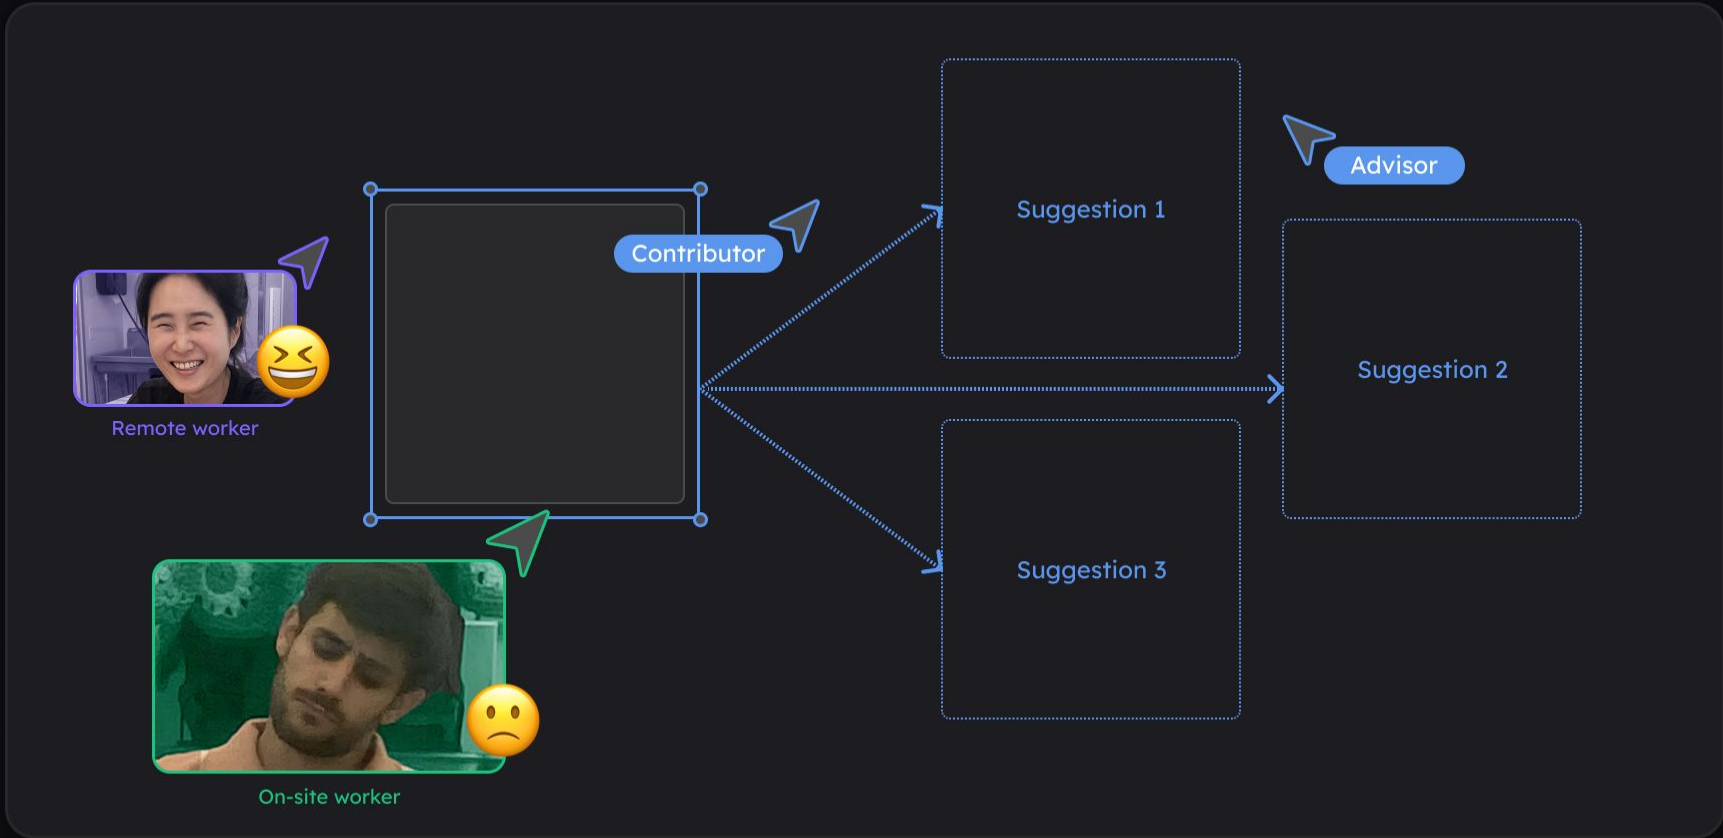 Suggestion 1
Advisor
Contributor
Suggestion 2
Remote worker
Suggestion 3
On-site worker